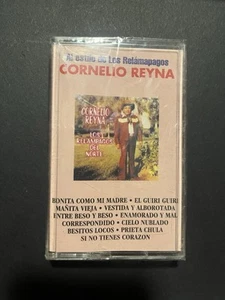 Al estilo de Los Relámpagos
CORNELIO REYNA
CORNELIO
REYNA
LOS
RELAMPAGOS
DEL
NORTE
BONITA COMO MI MADRE • EL GUIRI GUIRI
MAÑITA VIEJA • VESTIDA Y ALBOROTADA
ENTRE BESO Y BESO • ENAMORADO Y MAL
CORRESPONDIDO • CIELO NUBLADO
BESITOS LOCOS • PRIETA CHULA
SI NO TIENES CORAZON